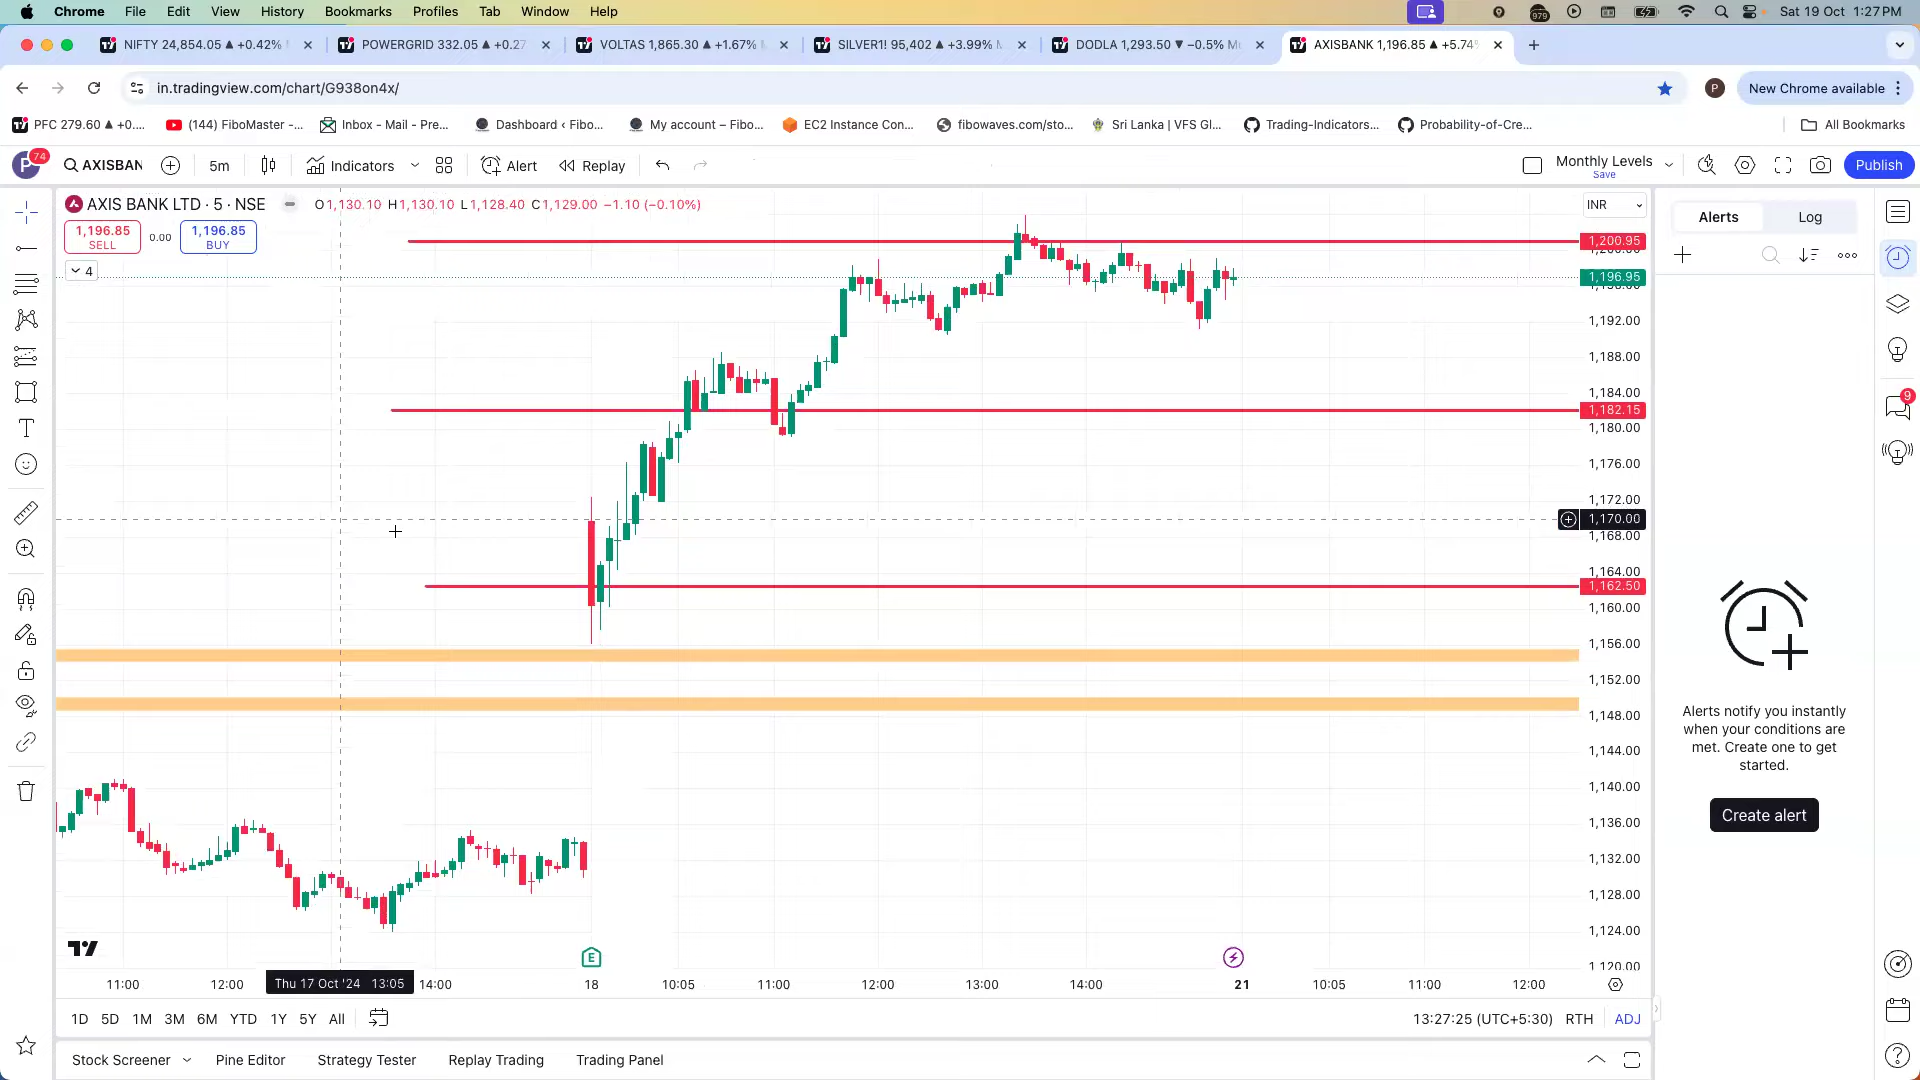 Chrome File Edit View History Bookmarks Profiles Tab Window Help 979 Sat 19 Oct 1:27 PM
NIFTY 24,854.05 ▲ +0.42% POWERGRID 332.05 ▲ +0.27 VOLTAS 1,865.30 ▲ +1.67% SILVER1! 95,402 ▲ +3.99% DODLA 1,293.50 ▼ −0.5% AXISBANK 1,196.85 ▲ +5.74%
in.tradingview.com/chart/G938on4x/ P New Chrome available
PFC 279.60 ▲ +0.... (144) FiboMaster -... Inbox - Mail - Pre... Dashboard ‹ Fibo... My account – Fibo... EC2 Instance Con... fibowaves.com/sto... Sri Lanka | VFS Gl... Trading-Indicators... Probability-of-Cre... All Bookmarks
P 74 AXISBAN 5m Indicators Alert Replay Monthly Levels Save Publish
AXIS BANK LTD · 5 · NSE O1,130.10 H1,130.10 L1,128.40 C1,129.00 −1.10 (−0.10%) INR
1,196.85 SELL 0.00 1,196.85 BUY
4
1,200.95
1,196.95
1,192.00
1,188.00
1,184.00
1,182.15
1,180.00
1,176.00
1,172.00
1,170.00
1,168.00
1,164.00
1,162.50
1,160.00
1,156.00
1,152.00
1,148.00
1,144.00
1,140.00
1,136.00
1,132.00
1,128.00
1,124.00
1,120.00
E
11:00 12:00 Thu 17 Oct '24 13:05 14:00 18 10:05 11:00 12:00 13:00 14:00 21 10:05 11:00 12:00
1D 5D 1M 3M 6M YTD 1Y 5Y All 13:27:25 (UTC+5:30) RTH ADJ
Stock Screener Pine Editor Strategy Tester Replay Trading Trading Panel
Alerts Log
Alerts notify you instantly
when your conditions are
met. Create one to get
started.
Create alert
9